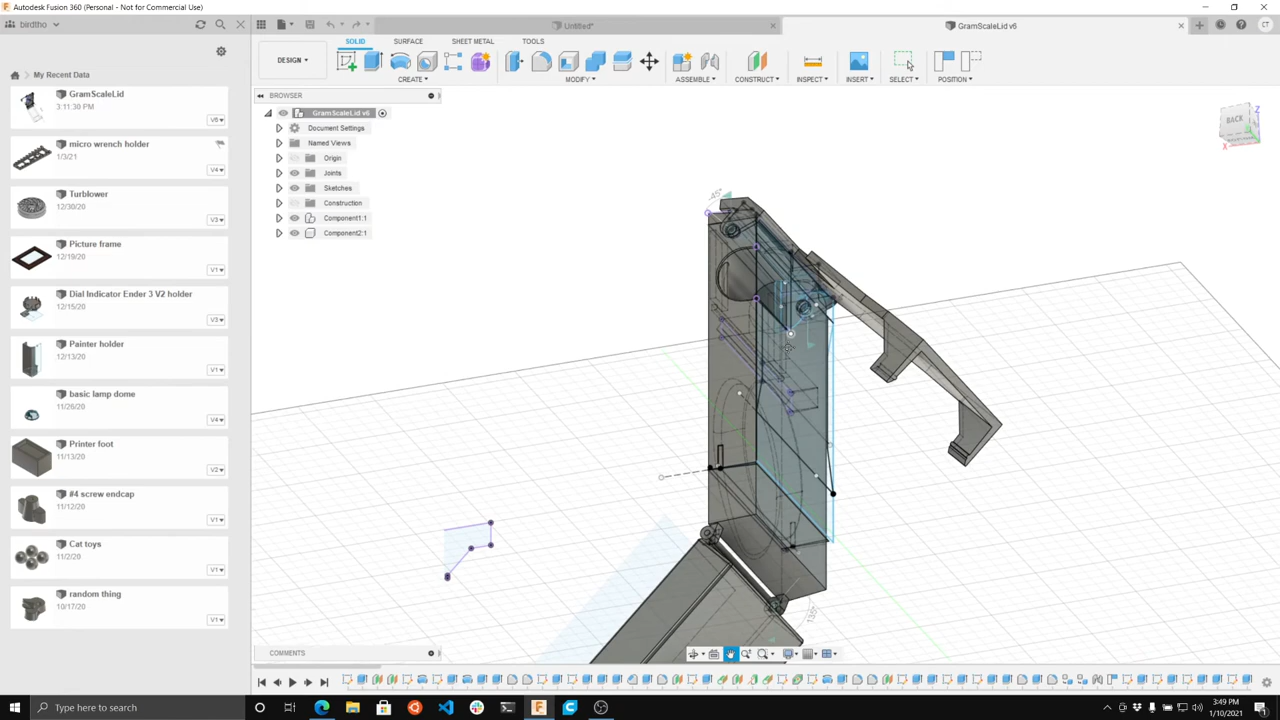 Autodesk Fusion 360 (Personal - Not for Commercial Use)
birdtho
Untitled*
GramScaleLid v6
CT
SOLID SURFACE SHEET METAL TOOLS
DESIGN
CREATE MODIFY ASSEMBLE CONSTRUCT INSPECT INSERT SELECT POSITION
My Recent Data
GramScaleLid
3:11:30 PM
V6
micro wrench holder
1/3/21
V4
Turblower
12/30/20
V3
Picture frame
12/19/20
V1
Dial Indicator Ender 3 V2 holder
12/15/20
V3
Painter holder
12/13/20
V1
basic lamp dome
11/26/20
V4
Printer foot
11/13/20
V2
#4 screw endcap
11/12/20
V1
Cat toys
11/2/20
V1
random thing
10/17/20
V1
BROWSER
GramScaleLid v6
Document Settings
Named Views
Origin
Joints
Sketches
Construction
Component1:1
Component2:1
BACK
Z
X
-45°
135°
COMMENTS
Type here to search
3:49 PM
1/10/2021
1